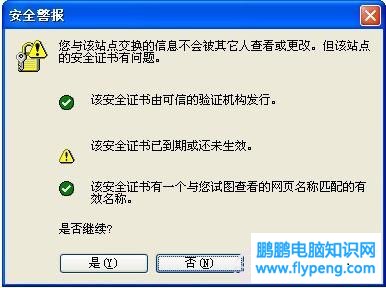 安全警报
您与该站点交换的信息不会被其它人查看或更改。但该站点
的安全证书有问题。
该安全证书由可信的验证机构发行。
该安全证书已到期或还未生效。
该安全证书有一个与您试图查看的网页名称匹配的有
效名称。
是否继续?
是(Y)
否(N)
鹏鹏电脑知识网
www.flypeng.com